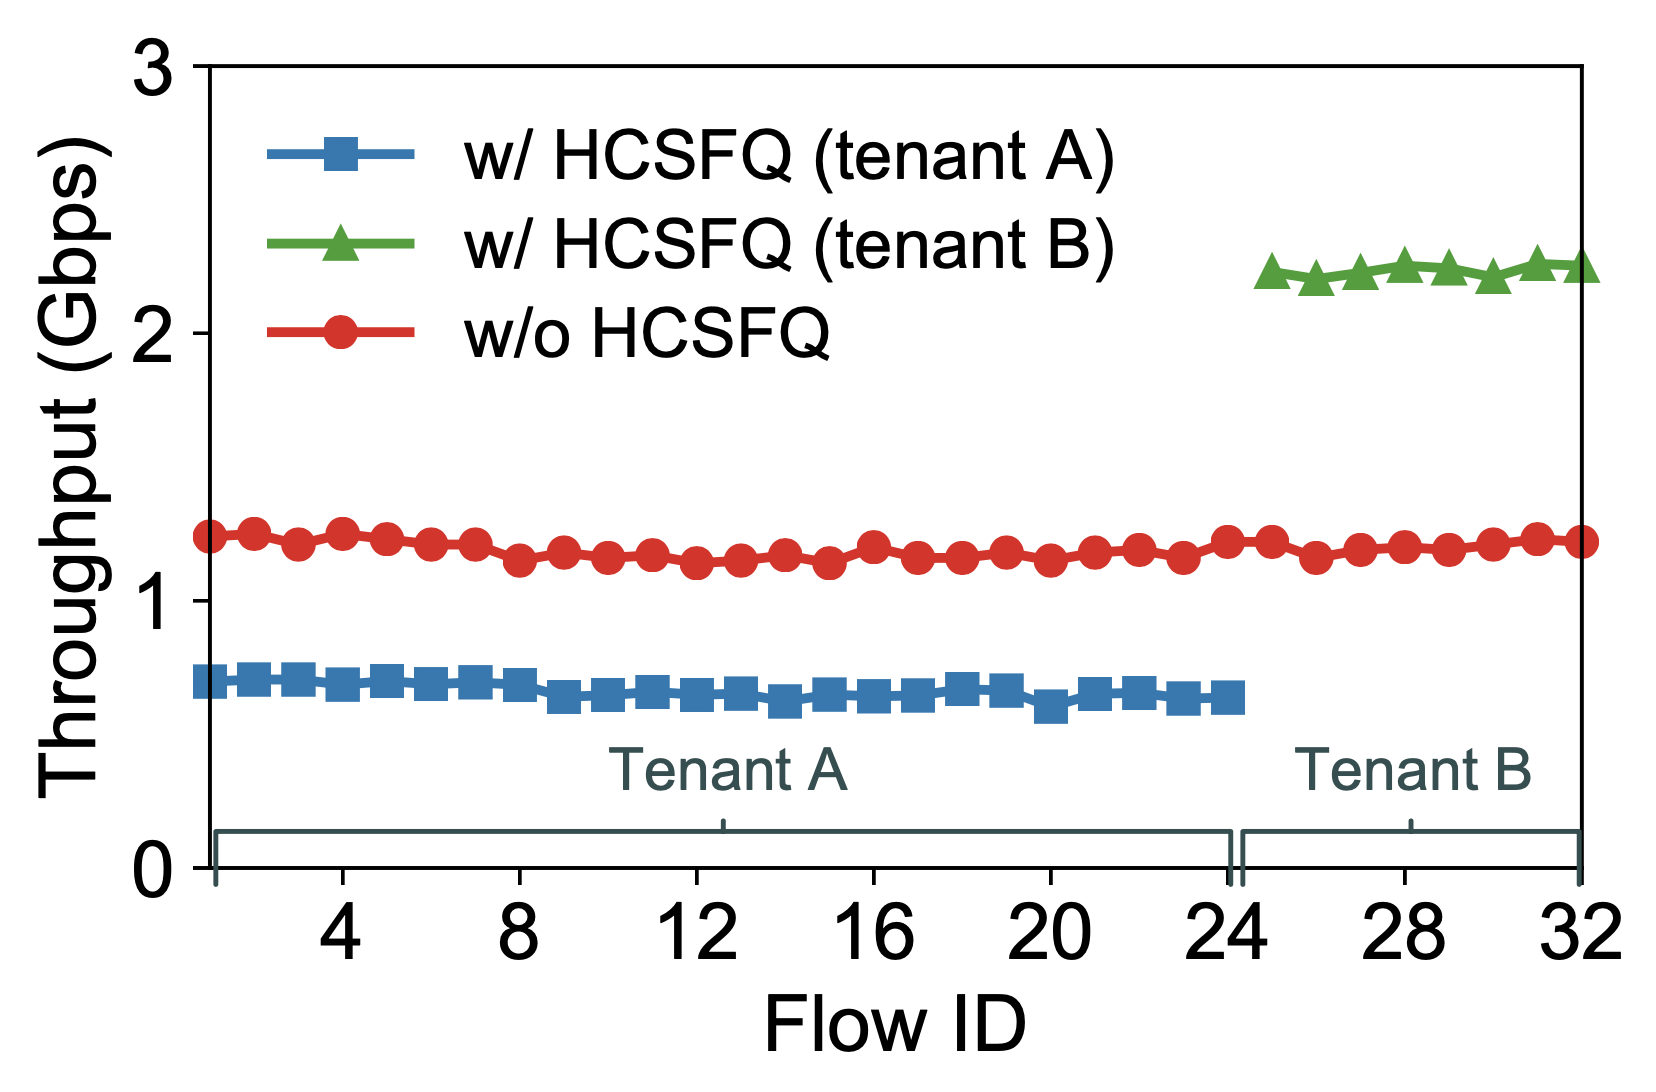 Throughput (Gbps)
3
2
1
0
w/ HCSFQ (tenant A)
w/ HCSFQ (tenant B)
w/o HCSFQ
Tenant A
Tenant B
4 8 12 16 20 24 28 32
Flow ID